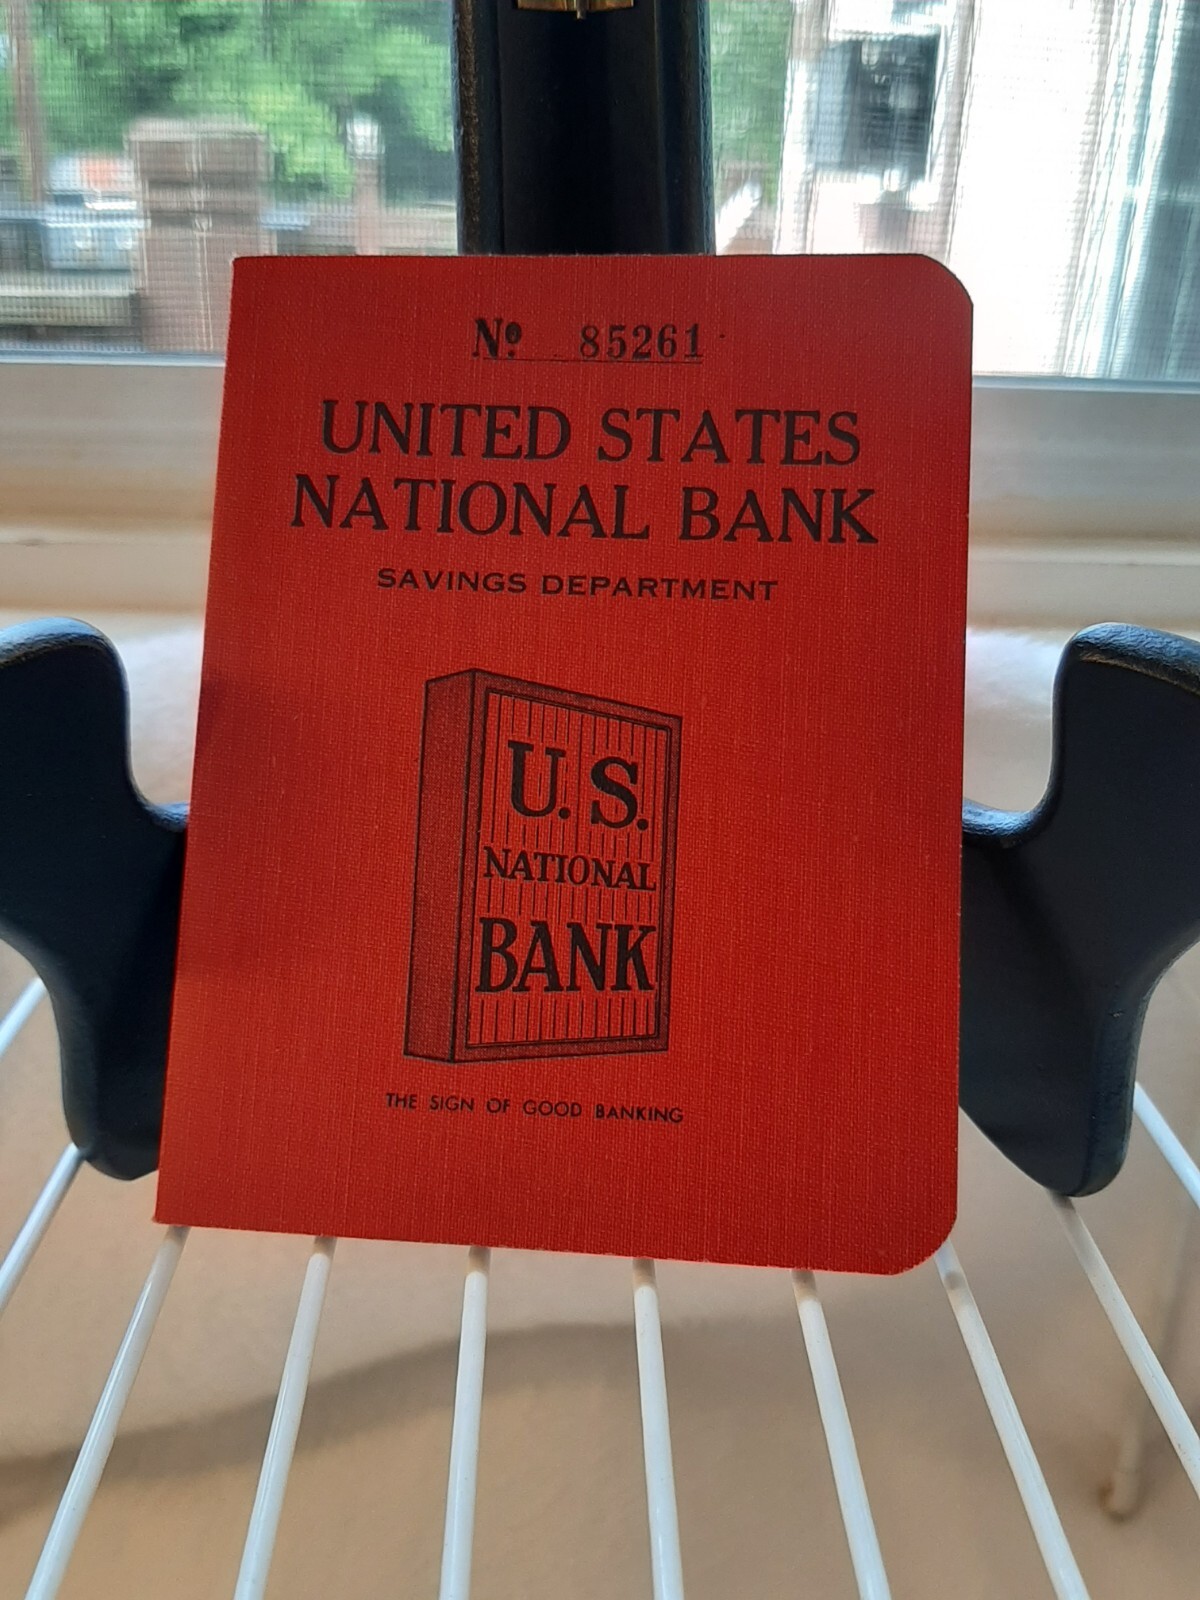 Nº. 85261
UNITED STATES
NATIONAL BANK
SAVINGS DEPARTMENT
U.S.
NATIONAL
BANK
THE SIGN OF GOOD BANKING